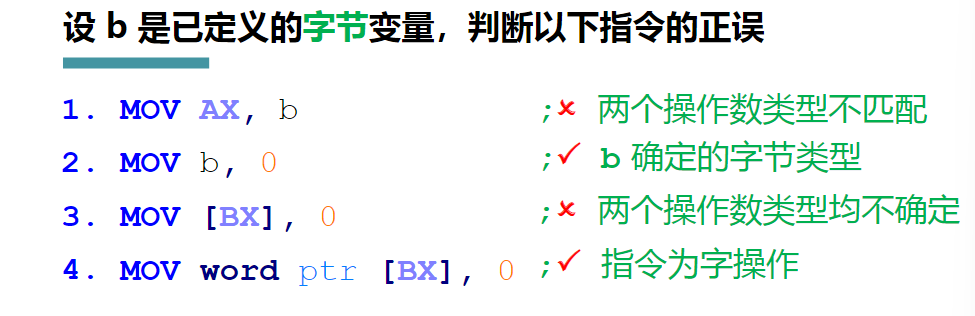 设 b 是已定义的字节变量，判断以下指令的正误
1. MOV AX, b ;✘ 两个操作数类型不匹配
2. MOV b, 0 ;✓ b 确定的字节类型
3. MOV [BX], 0 ;✘ 两个操作数类型均不确定
4. MOV word ptr [BX], 0 ;✓ 指令为字操作